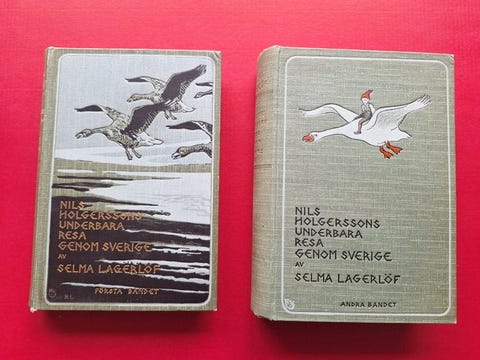 NILS
HOLGERSSONS
UNDERBARA
RESA
GENOM SVERIGE
AV
SELMA LAGERLÖF
FÖRSTA BANDET
NILS
HOLGERSSONS
UNDERBARA
RESA
GENOM SVERIGE
AV
SELMA LAGERLÖF
ANDRA BANDET